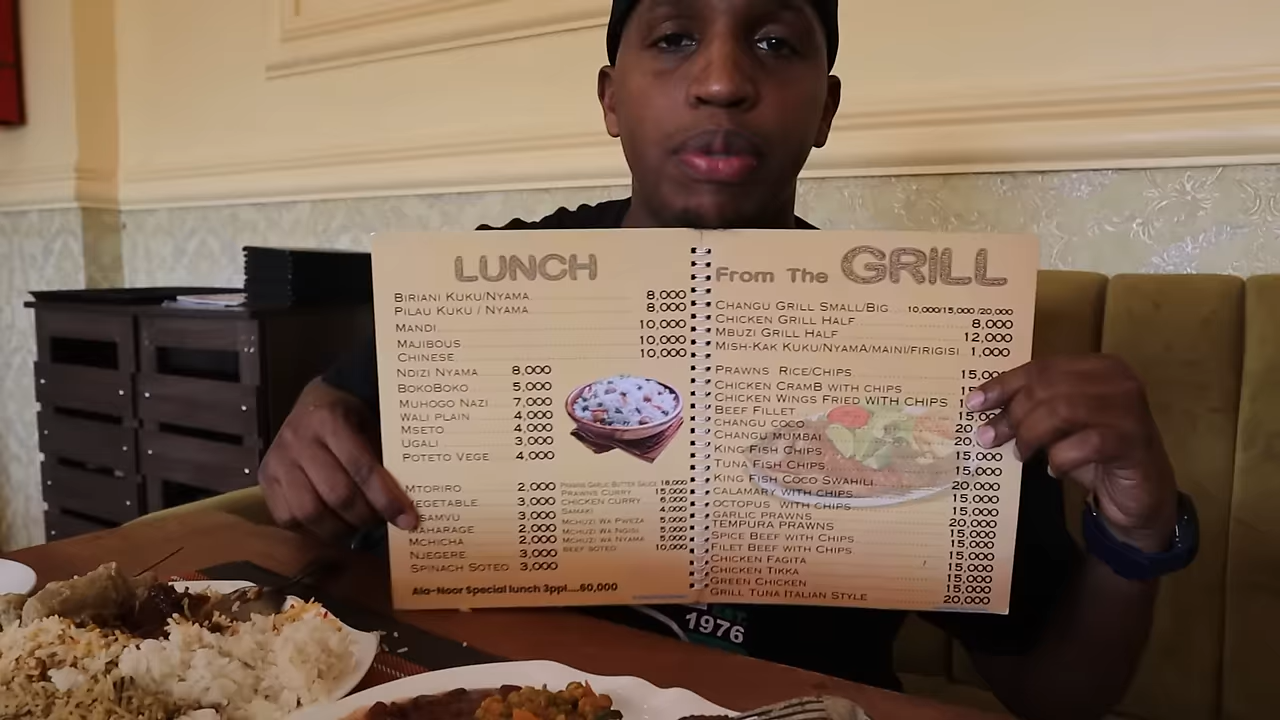 LUNCH
BIRIANI KUKU/NYAMA 8,000
PILAU KUKU / NYAMA 8,000
MANDI 10,000
MAJIBOUS 10,000
CHINESE 10,000
NDIZI NYAMA 8,000
BOKOBOKO 5,000
MUHOGO NAZI 7,000
WALI PLAIN 4,000
MSETO 4,000
UGALI 3,000
POTETO VEGE 4,000
MTORIRO 2,000
EGETABLE 3,000
SAMVU 3,000
AHARAGE 2,000
MCHICHA 2,000
NJEGERE 3,000
SPINACH SOTEO 3,000
PRAWNS GARLIC BUTTER SAUCE 18,000
PRAWNS CURRY 15,000
CHICKEN CURRY 6,000
SAMAKI 4,000
MCHUZI WA PWEZA 5,000
MCHUZI WA NGISI 5,000
MCHUZI WA NYAMA 5,000
BEEF SOTEO 10,000
Ala-Noor Special lunch 3ppl....60,000
From The GRILL
CHANGU GRILL SMALL/BIG 10,000/15,000 /20,000
CHICKEN GRILL HALF 8,000
MBUZI GRILL HALF 12,000
MISH-KAK KUKU/NYAMA/MAINI/FIRIGISI 1,000
PRAWNS RICE/CHIPS 15,000
CHICKEN CRAMB WITH CHIPS 15
CHICKEN WINGS FRIED WITH CHIPS 1
BEEF FILLET 15
CHANGU COCO 20
CHANGU MUMBAI 20
KING FISH CHIPS 15,000
TUNA FISH CHIPS 15,000
KING FISH COCO SWAHILI 20,000
CALAMARY WITH CHIPS 15,000
OCTOPUS WITH CHIPS 15,000
GARLIC PRAWNS 20,000
TEMPURA PRAWNS 15,000
SPICE BEEF WITH CHIPS 15,000
FILET BEEF WITH CHIPS 15,000
CHICKEN FAGITA 15,000
CHICKEN TIKKA 15,000
GREEN CHICKEN 15,000
GRILL TUNA ITALIAN STYLE 20,000
1976